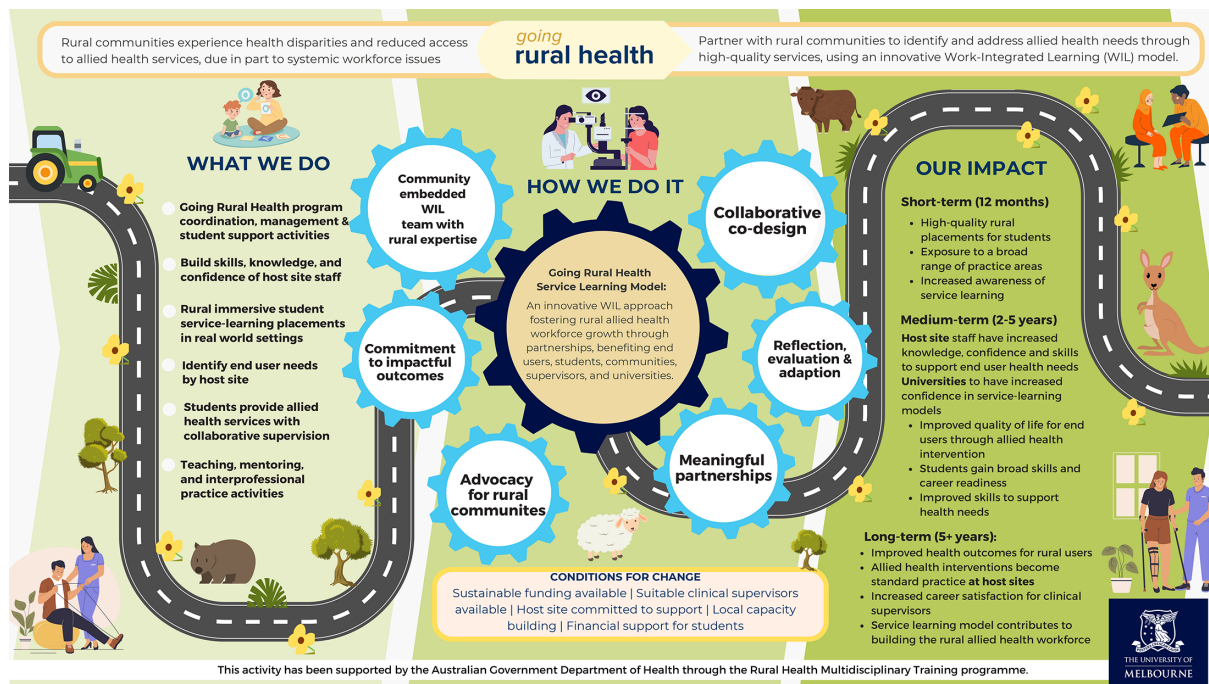 Rural communities experience health disparities and reduced access
to allied health services, due in part to systemic workforce issues
going
rural health
Partner with rural communities to identify and address allied health needs through
high-quality services, using an innovative Work-Integrated Learning (WIL) model.
WHAT WE DO
Going Rural Health program
coordination, management &
student support activities
Build skills, knowledge, and
confidence of host site staff
Rural immersive student
service-learning placements
in real world settings
Identify end user needs
by host site
Students provide allied
health services with
collaborative supervision
Teaching, mentoring,
and interprofessional
practice activities
HOW WE DO IT
Community
embedded
WIL
team with
rural expertise
Commitment
to impactful
outcomes
Advocacy
for rural
communites
Going Rural Health
Service Learning Model:
An innovative WIL approach
fostering rural allied health
workforce growth through
partnerships, benefiting end
users, students, communities,
supervisors, and universities.
Collaborative
co-design
Reflection,
evaluation &
adaption
Meaningful
partnerships
CONDITIONS FOR CHANGE
Sustainable funding available | Suitable clinical supervisors
available | Host site committed to support | Local capacity
building | Financial support for students
OUR IMPACT
Short-term (12 months)
• High-quality rural
placements for students
• Exposure to a broad
range of practice areas
• Increased awareness of
service learning
Medium-term (2-5 years)
Host site staff have increased
knowledge, confidence and skills
to support end user health needs
Universities to have increased
confidence in service-learning
models
• Improved quality of life for end
users through allied health
intervention
• Students gain broad skills and
career readiness
• Improved skills to support
health needs
Long-term (5+ years):
• Improved health outcomes for rural users
• Allied health interventions become
standard practice at host sites
• Increased career satisfaction for clinical
supervisors
• Service learning model contributes to
building the rural allied health workforce
This activity has been supported by the Australian Government Department of Health through the Rural Health Multidisciplinary Training programme.
THE UNIVERSITY OF
MELBOURNE